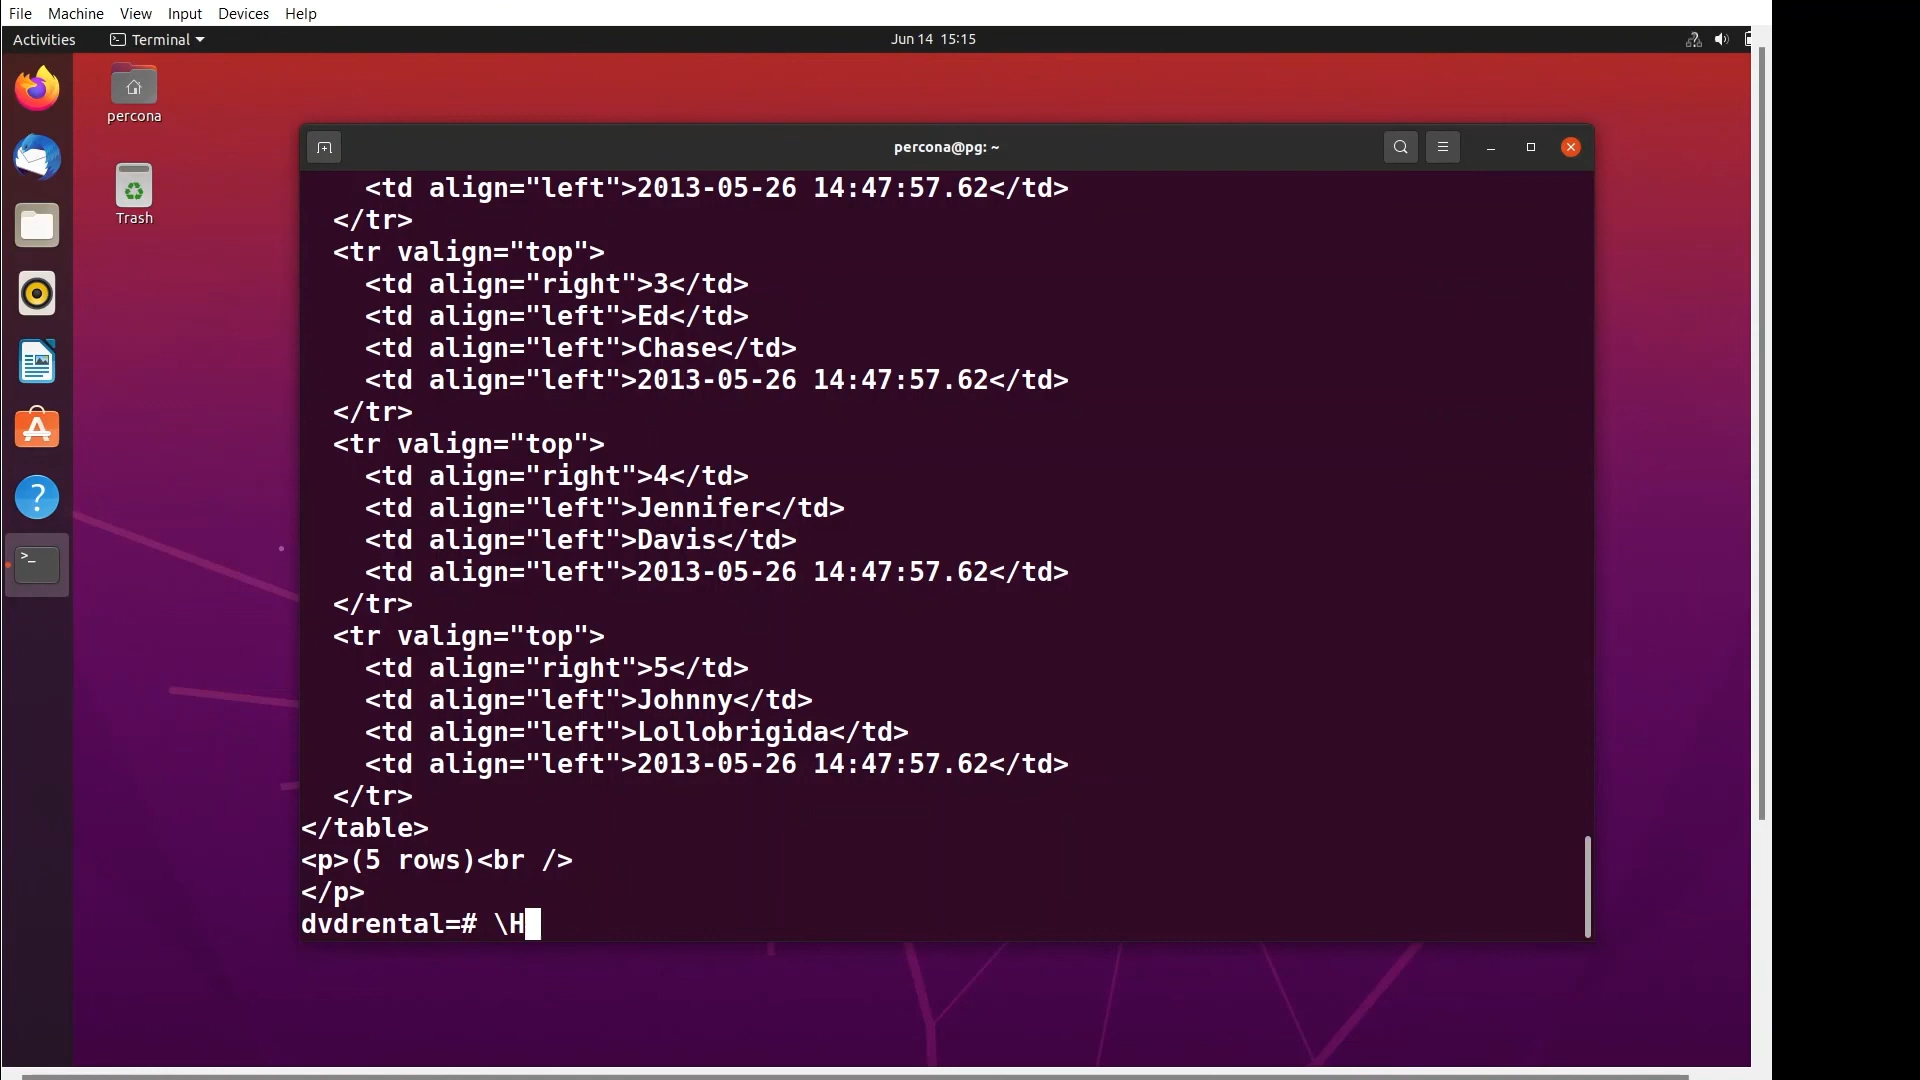 File Machine View Input Devices Help
Activities Terminal Jun 14 15:15
percona
Trash
percona@pg: ~
<td align="left">2013-05-26 14:47:57.62</td>
</tr>
<tr valign="top">
<td align="right">3</td>
<td align="left">Ed</td>
<td align="left">Chase</td>
<td align="left">2013-05-26 14:47:57.62</td>
</tr>
<tr valign="top">
<td align="right">4</td>
<td align="left">Jennifer</td>
<td align="left">Davis</td>
<td align="left">2013-05-26 14:47:57.62</td>
</tr>
<tr valign="top">
<td align="right">5</td>
<td align="left">Johnny</td>
<td align="left">Lollobrigida</td>
<td align="left">2013-05-26 14:47:57.62</td>
</tr>
</table>
<p>(5 rows)<br />
</p>
dvdrental=# \H